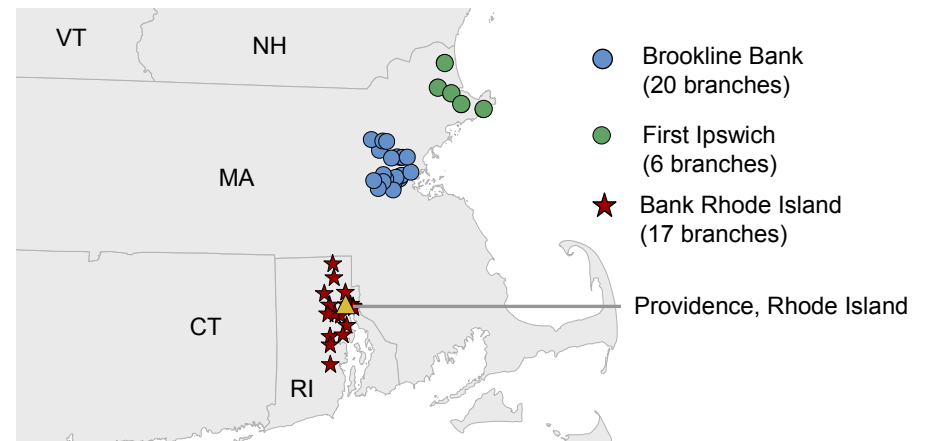 VT
NH
MA
CT
RI
Brookline Bank
(20 branches)
First Ipswich
(6 branches)
Bank Rhode Island
(17 branches)
Providence, Rhode Island